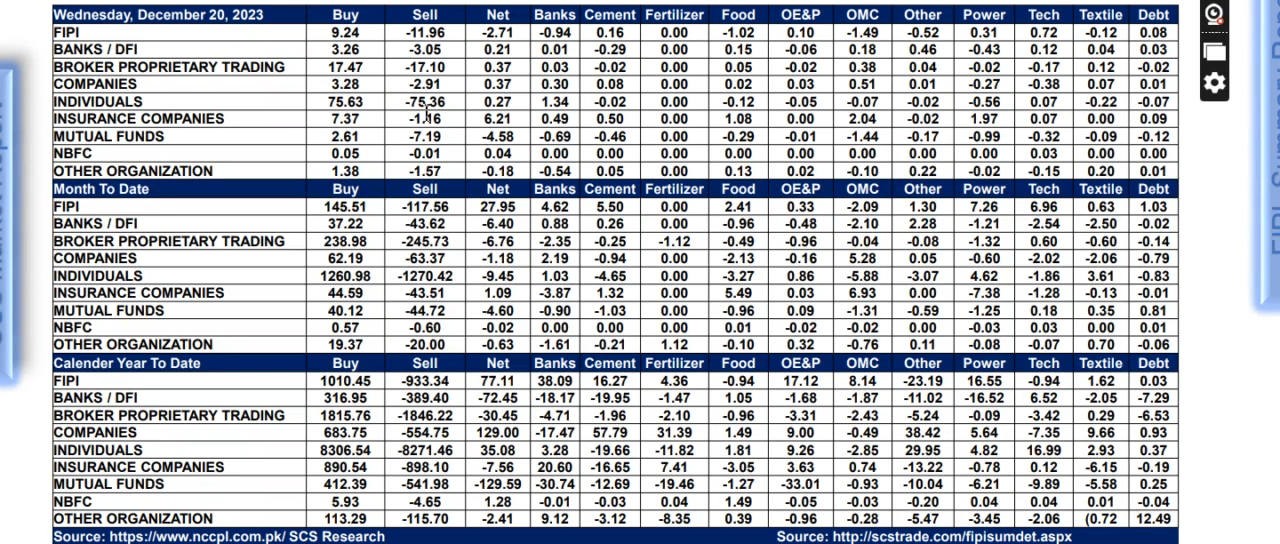 Wednesday, December 20, 2023 Buy Sell Net Banks Cement Fertilizer Food OE&P OMC Other Power Tech Textile Debt
FIPI 9.24 -11.96 -2.71 -0.94 0.16 0.00 -1.02 0.10 -1.49 -0.52 0.31 0.72 -0.12 0.08
BANKS / DFI 3.26 -3.05 0.21 0.01 -0.29 0.00 0.15 -0.06 0.18 0.46 -0.43 0.12 0.04 0.03
BROKER PROPRIETARY TRADING 17.47 -17.10 0.37 0.03 -0.02 0.00 0.05 -0.02 0.38 0.04 -0.02 -0.17 0.12 -0.02
COMPANIES 3.28 -2.91 0.37 0.30 0.08 0.00 0.02 0.03 0.51 0.01 -0.27 -0.38 0.07 0.01
INDIVIDUALS 75.63 -75.36 0.27 1.34 -0.02 0.00 -0.12 -0.05 -0.07 -0.02 -0.56 0.07 -0.22 -0.07
INSURANCE COMPANIES 7.37 -1.16 6.21 0.49 0.50 0.00 1.08 0.00 2.04 -0.02 1.97 0.07 0.00 0.09
MUTUAL FUNDS 2.61 -7.19 -4.58 -0.69 -0.46 0.00 -0.29 -0.01 -1.44 -0.17 -0.99 -0.32 -0.09 -0.12
NBFC 0.05 -0.01 0.04 0.00 0.00 0.00 0.00 0.00 0.00 0.00 0.00 0.03 0.00 0.00
OTHER ORGANIZATION 1.38 -1.57 -0.18 -0.54 0.05 0.00 0.13 0.02 -0.10 0.22 -0.02 -0.15 0.20 0.01
Month To Date Buy Sell Net Banks Cement Fertilizer Food OE&P OMC Other Power Tech Textile Debt
FIPI 145.51 -117.56 27.95 4.62 5.50 0.00 2.41 0.33 -2.09 1.30 7.26 6.96 0.63 1.03
BANKS / DFI 37.22 -43.62 -6.40 0.88 0.26 0.00 -0.96 -0.48 -2.10 2.28 -1.21 -2.54 -2.50 -0.02
BROKER PROPRIETARY TRADING 238.98 -245.73 -6.76 -2.35 -0.25 -1.12 -0.49 -0.96 -0.04 -0.08 -1.32 0.60 -0.60 -0.14
COMPANIES 62.19 -63.37 -1.18 2.19 -0.94 0.00 -2.13 -0.16 5.28 0.05 -0.60 -2.02 -2.06 -0.79
INDIVIDUALS 1260.98 -1270.42 -9.45 1.03 -4.65 0.00 -3.27 0.86 -5.88 -3.07 4.62 -1.86 3.61 -0.83
INSURANCE COMPANIES 44.59 -43.51 1.09 -3.87 1.32 0.00 5.49 0.03 6.93 0.00 -7.38 -1.28 -0.13 -0.01
MUTUAL FUNDS 40.12 -44.72 -4.60 -0.90 -1.03 0.00 -0.96 0.09 -1.31 -0.59 -1.25 0.18 0.35 0.81
NBFC 0.57 -0.60 -0.02 0.00 0.00 0.00 0.01 -0.02 -0.02 0.00 -0.03 0.03 0.00 0.01
OTHER ORGANIZATION 19.37 -20.00 -0.63 -1.61 -0.21 1.12 -0.10 0.32 -0.76 0.11 -0.08 -0.07 0.70 -0.06
Calender Year To Date Buy Sell Net Banks Cement Fertilizer Food OE&P OMC Other Power Tech Textile Debt
FIPI 1010.45 -933.34 77.11 38.09 16.27 4.36 -0.94 17.12 8.14 -23.19 16.55 -0.94 1.62 0.03
BANKS / DFI 316.95 -389.40 -72.45 -18.17 -19.95 -1.47 1.05 -1.68 -1.87 -11.02 -16.52 6.52 -2.05 -7.29
BROKER PROPRIETARY TRADING 1815.76 -1846.22 -30.45 -4.71 -1.96 -2.10 -0.96 -3.31 -2.43 -5.24 -0.09 -3.42 0.29 -6.53
COMPANIES 683.75 -554.75 129.00 -17.47 57.79 31.39 1.49 9.00 -0.49 38.42 5.64 -7.35 9.66 0.93
INDIVIDUALS 8306.54 -8271.46 35.08 3.28 -19.66 -11.82 1.81 9.26 -2.85 29.95 4.82 16.99 2.93 0.37
INSURANCE COMPANIES 890.54 -898.10 -7.56 20.60 -16.65 7.41 -3.05 3.63 0.74 -13.22 -0.78 0.12 -6.15 -0.19
MUTUAL FUNDS 412.39 -541.98 -129.59 -30.74 -12.69 -19.46 -1.27 -33.01 -0.93 -10.04 -6.21 -9.89 -5.58 0.25
NBFC 5.93 -4.65 1.28 -0.01 -0.03 0.04 1.49 -0.05 -0.03 -0.20 0.04 0.04 0.01 -0.04
OTHER ORGANIZATION 113.29 -115.70 -2.41 9.12 -3.12 -8.35 0.39 -0.96 -0.28 -5.47 -3.45 -2.06 (0.72 12.49
Source: https://www.nccpl.com.pk/ SCS Research Source: http://scstrade.com/fipisumdet.aspx